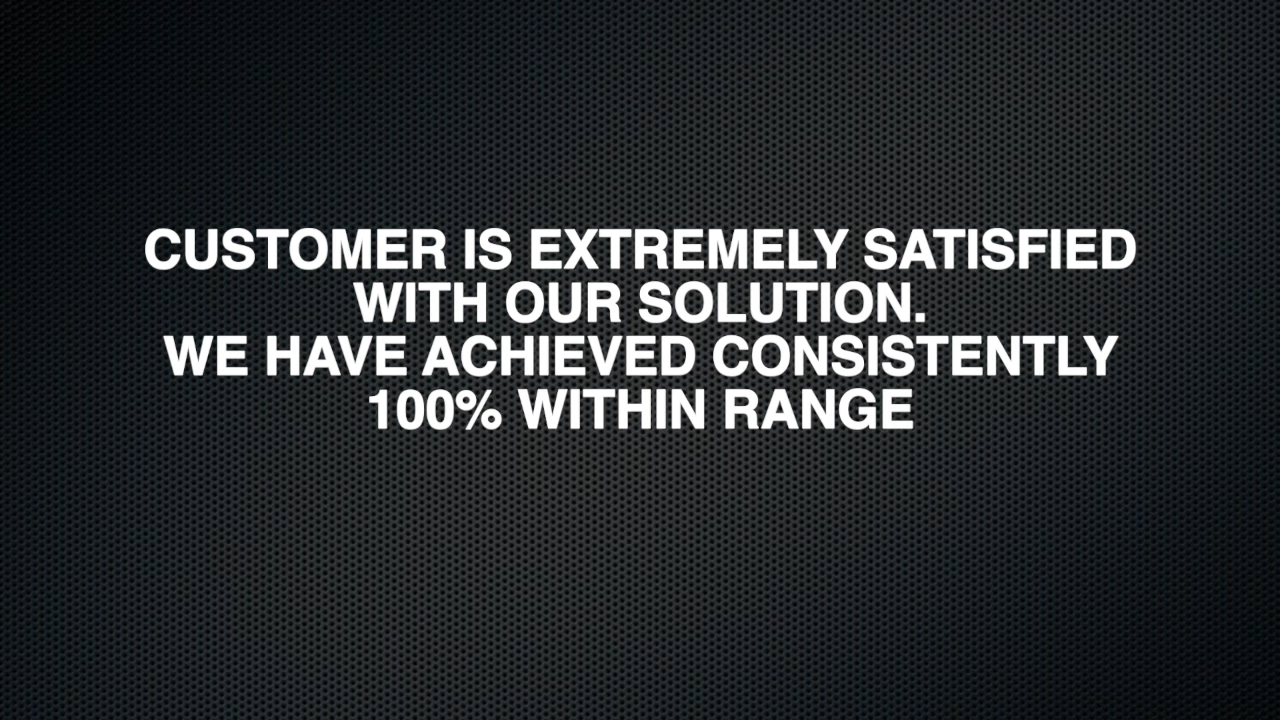 CUSTOMER IS EXTREMELY SATISFIED
WITH OUR SOLUTION.
WE HAVE ACHIEVED CONSISTENTLY
100% WITHIN RANGE